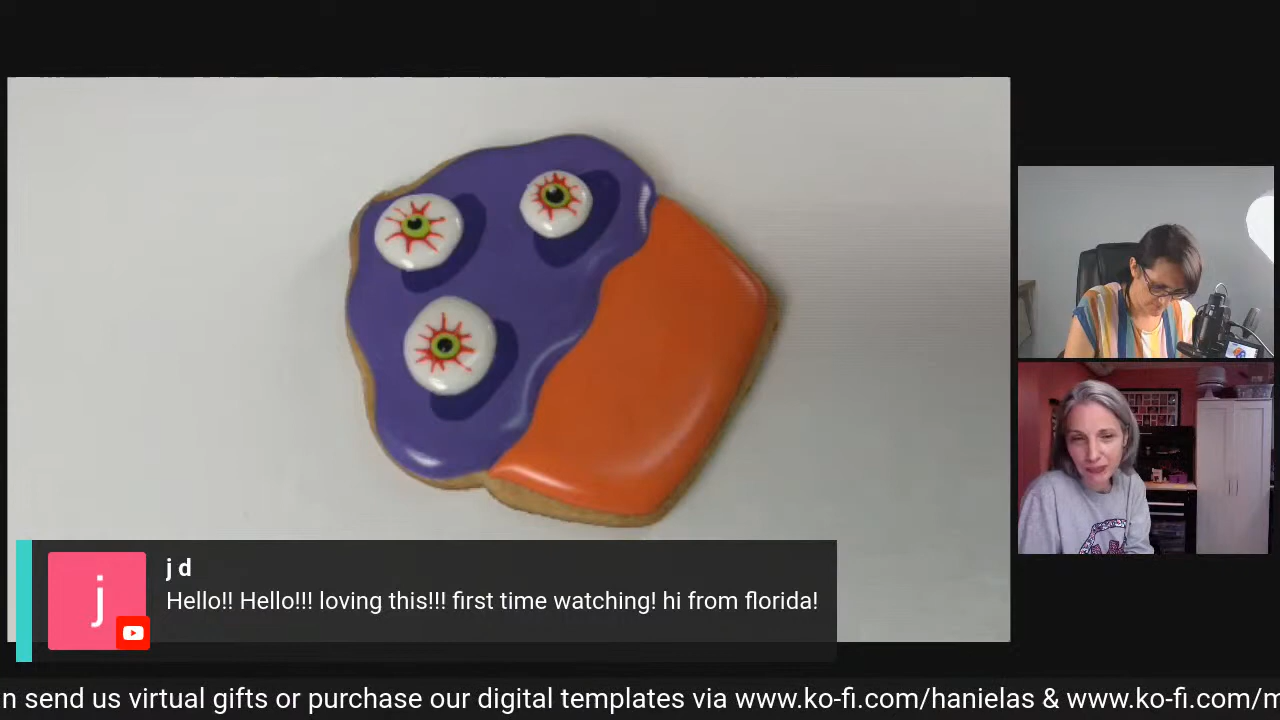 j
j d
Hello!! Hello!!! loving this!!! first time watching! hi from florida!
n send us virtual gifts or purchase our digital templates via www.ko-fi.com/hanielas & www.ko-fi.com/m